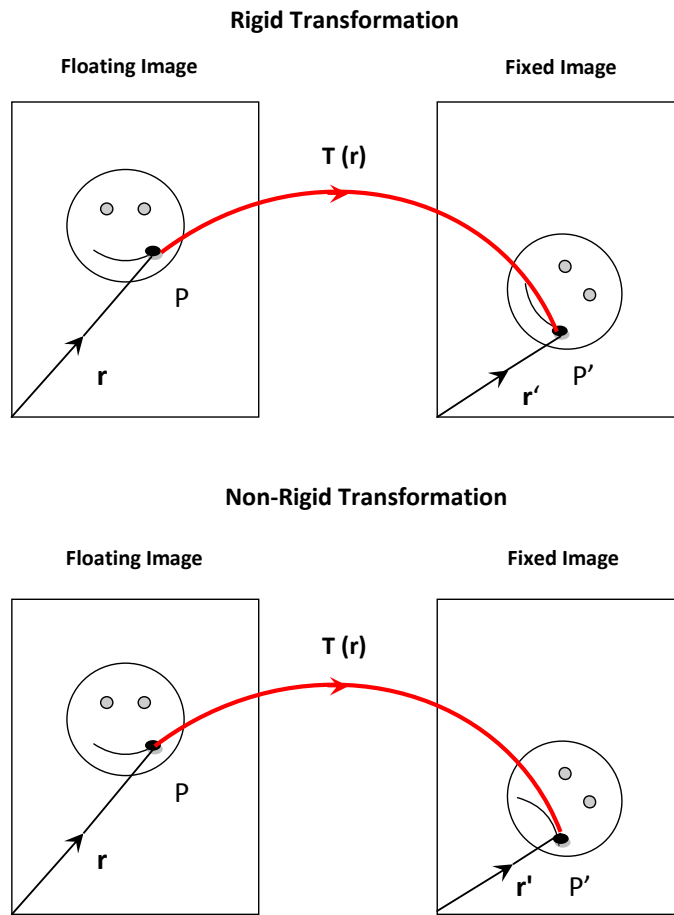 Rigid Transformation
Floating Image
Fixed Image
T (r)
P
r
P’
r‘
Non-Rigid Transformation
Floating Image
Fixed Image
T (r)
P
r
r' P’